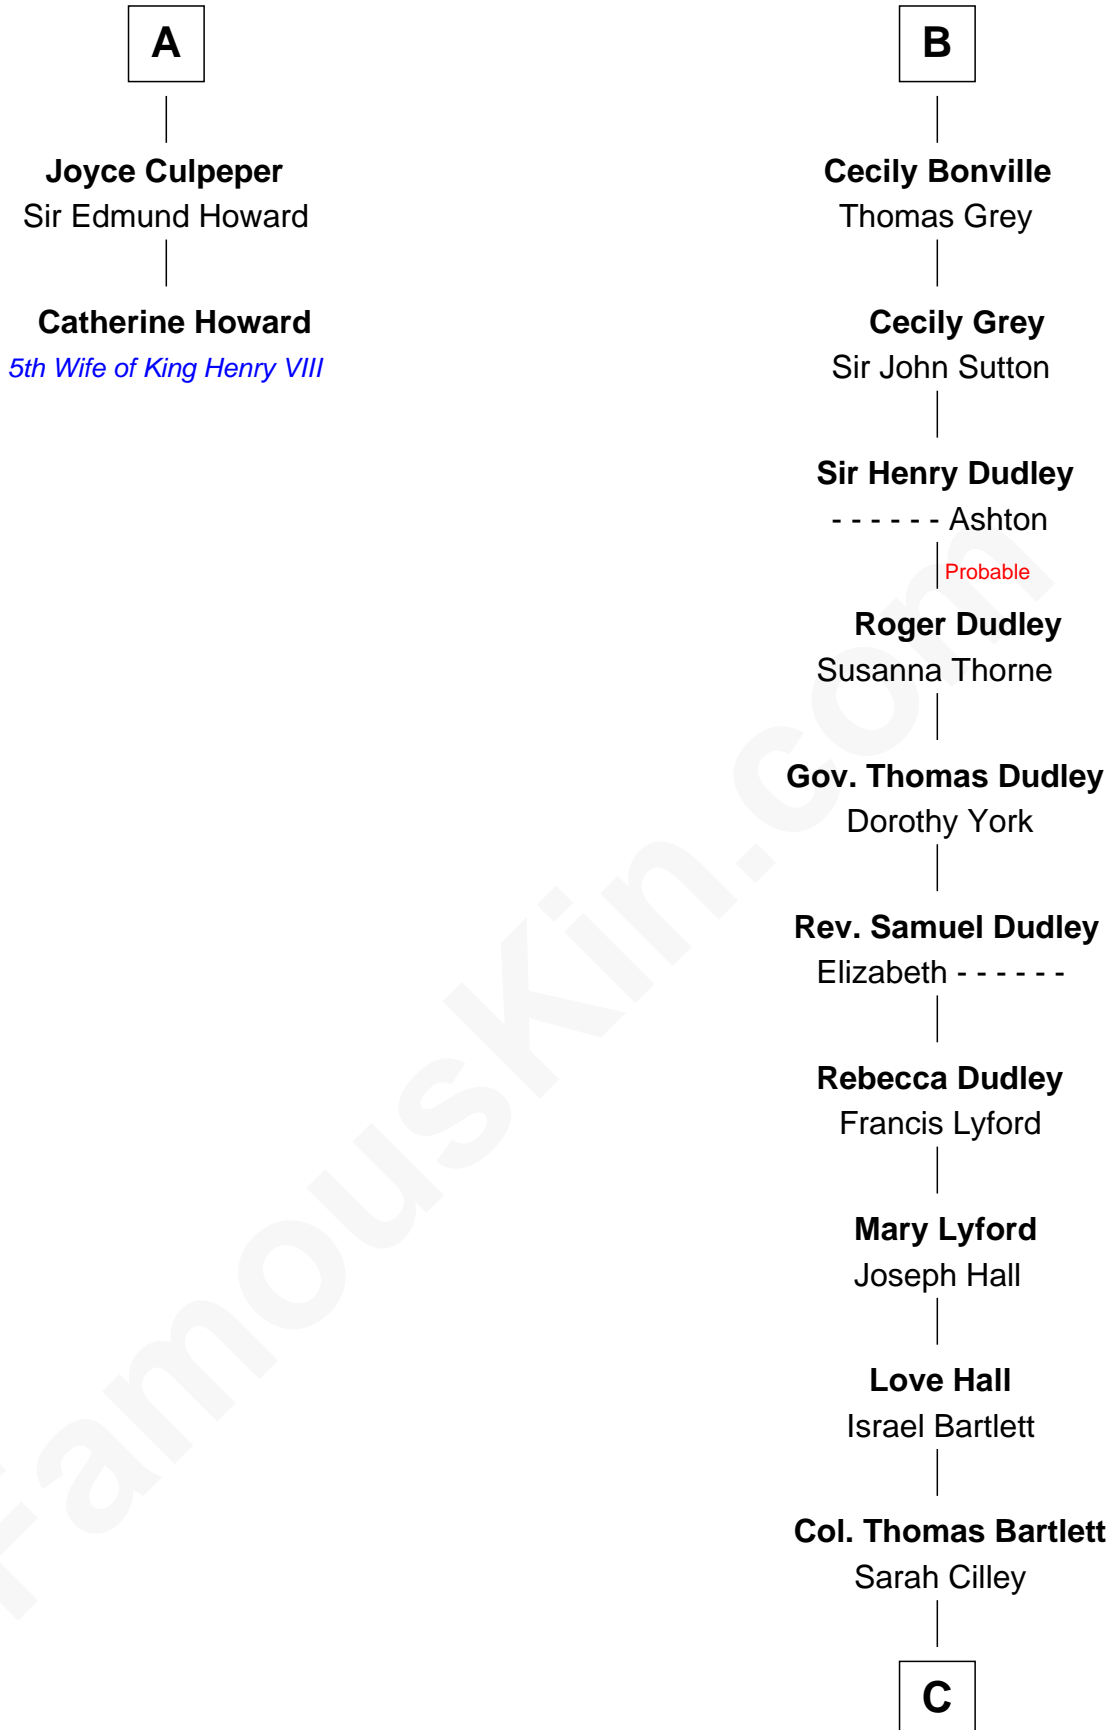 A
Joyce Culpeper
Sir Edmund Howard
Catherine Howard
5th Wife of King Henry VIII
B
Cecily Bonville
Thomas Grey
Cecily Grey
Sir John Sutton
Sir Henry Dudley
- - - - - - Ashton
Probable
Roger Dudley
Susanna Thorne
Gov. Thomas Dudley
Dorothy York
Rev. Samuel Dudley
Elizabeth - - - - - -
Rebecca Dudley
Francis Lyford
Mary Lyford
Joseph Hall
Love Hall
Israel Bartlett
Col. Thomas Bartlett
Sarah Cilley
C
FamousKin.com